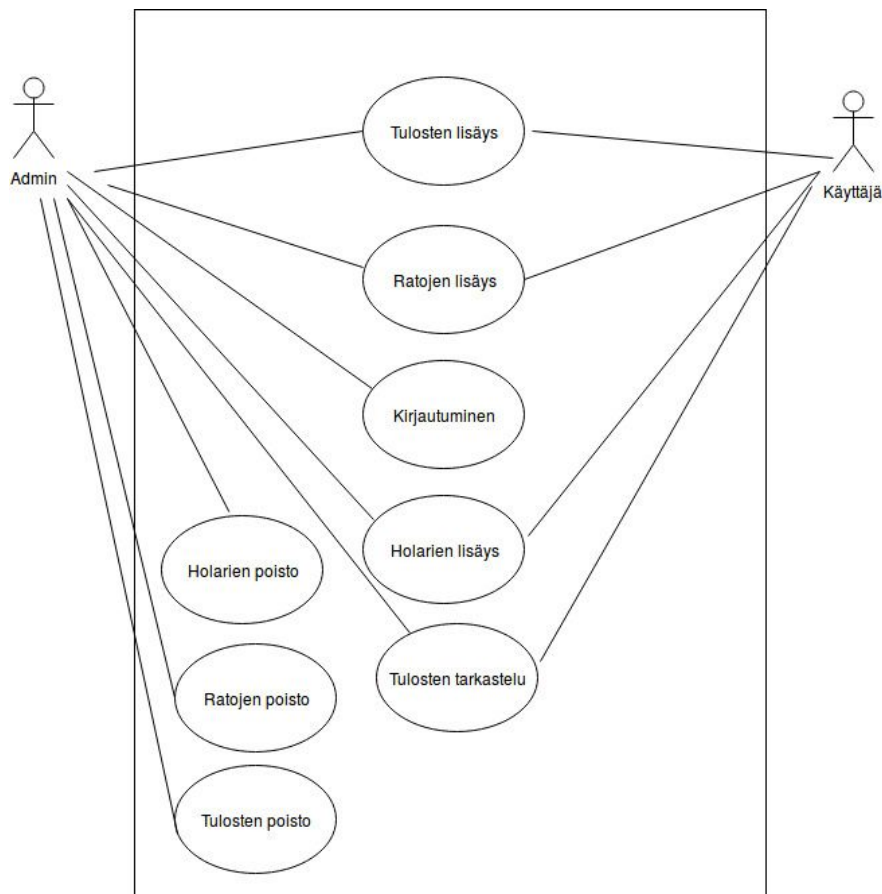 Tulosten lisäys
Admin
Käyttäjä
Ratojen lisäys
Kirjautuminen
Holarien lisäys
Holarien poisto
Tulosten tarkastelu
Ratojen poisto
Tulosten poisto